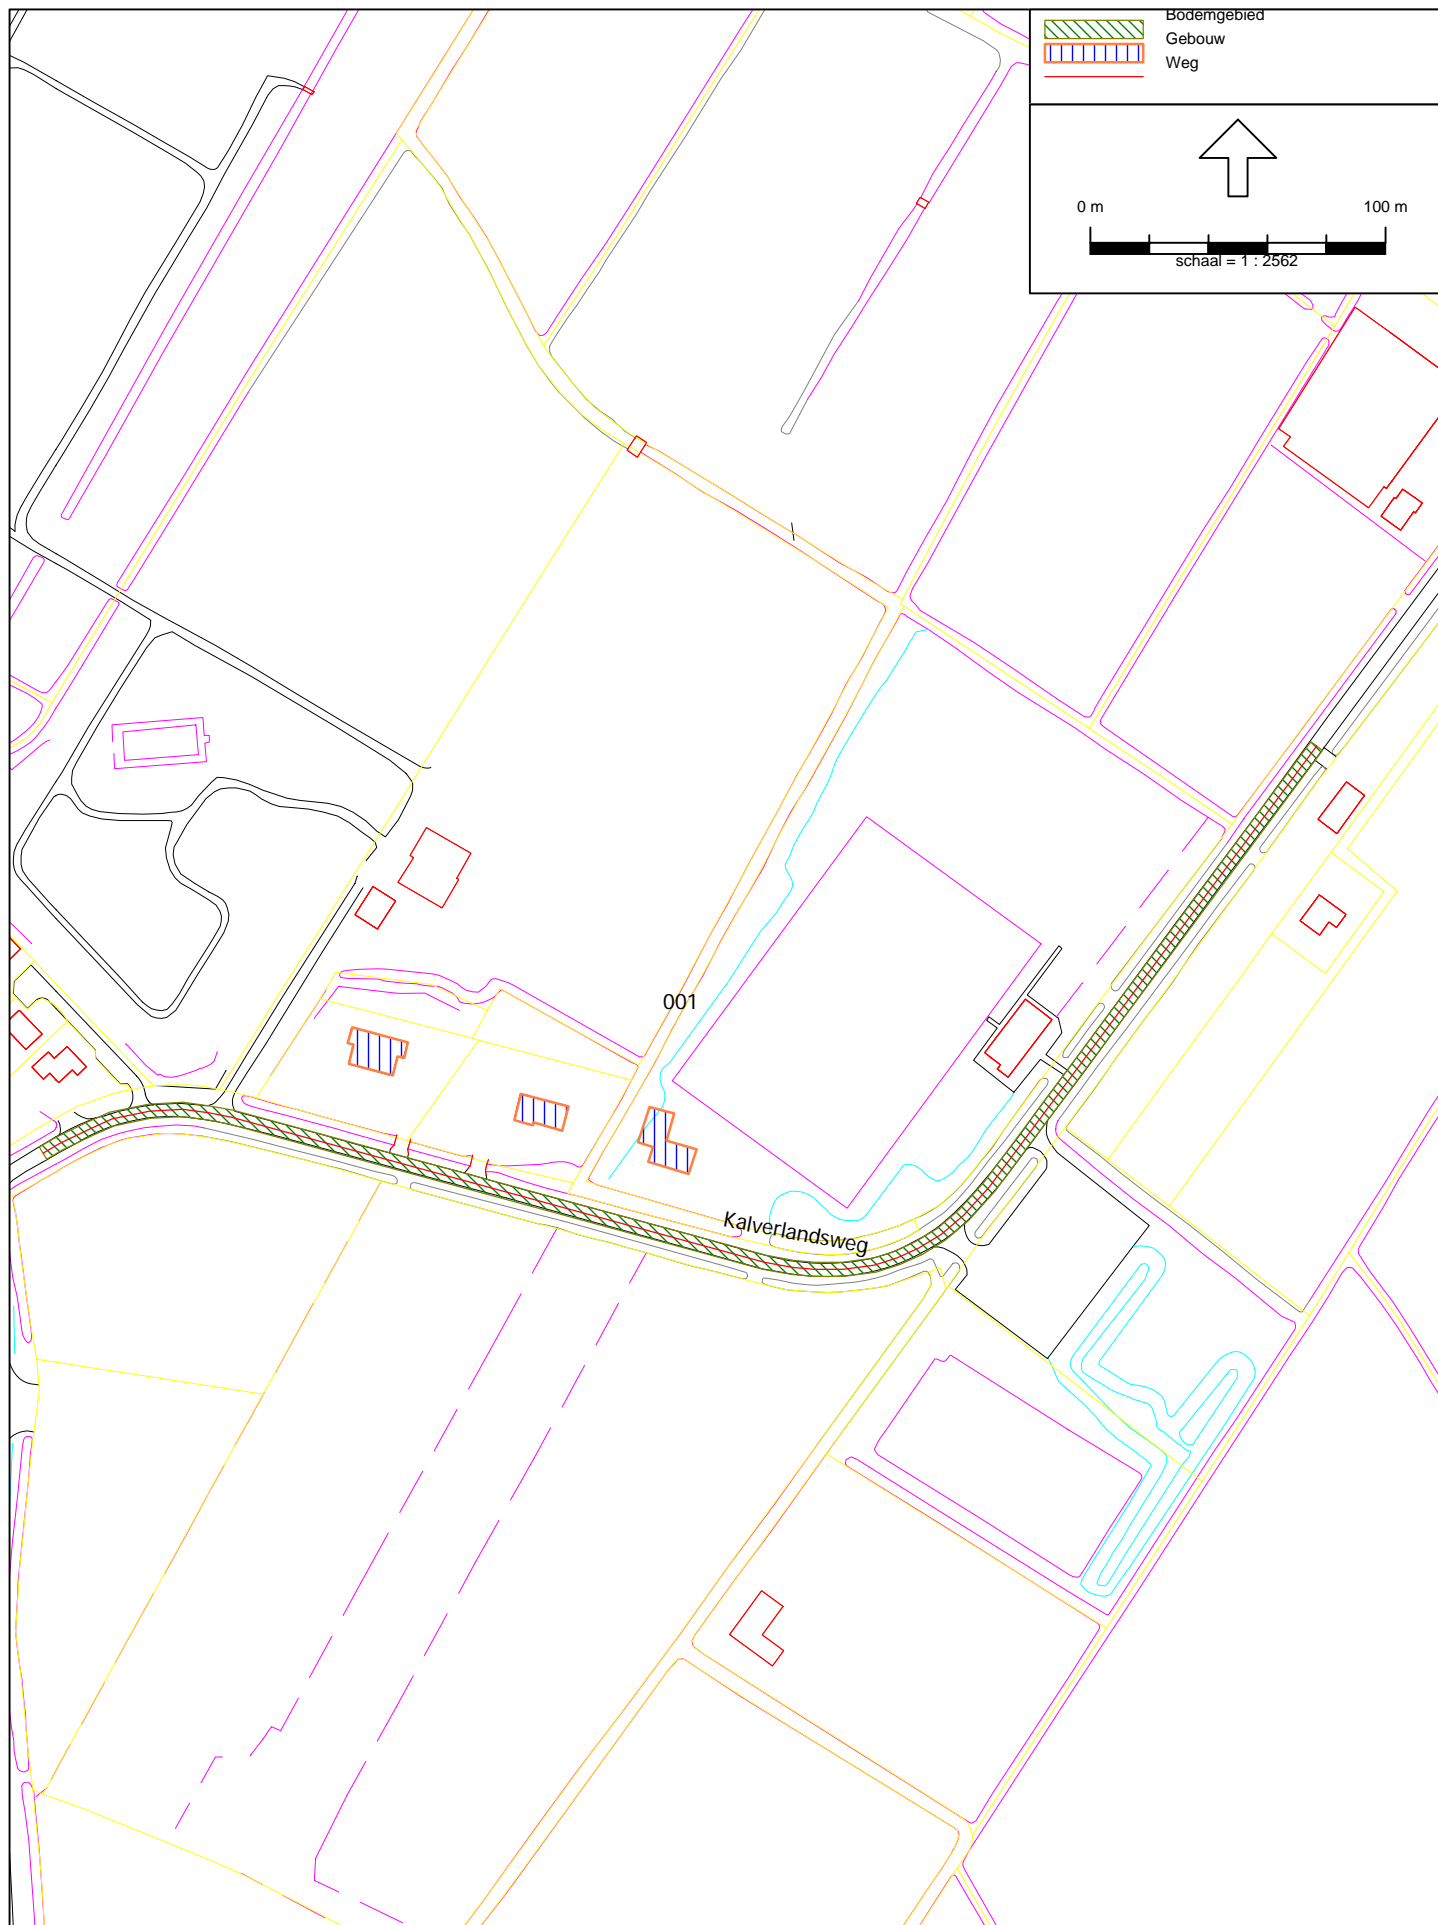 Bodemgebied
Gebouw
Weg
0 m 100 m
schaal = 1 : 2562
001
Kalverlandsweg